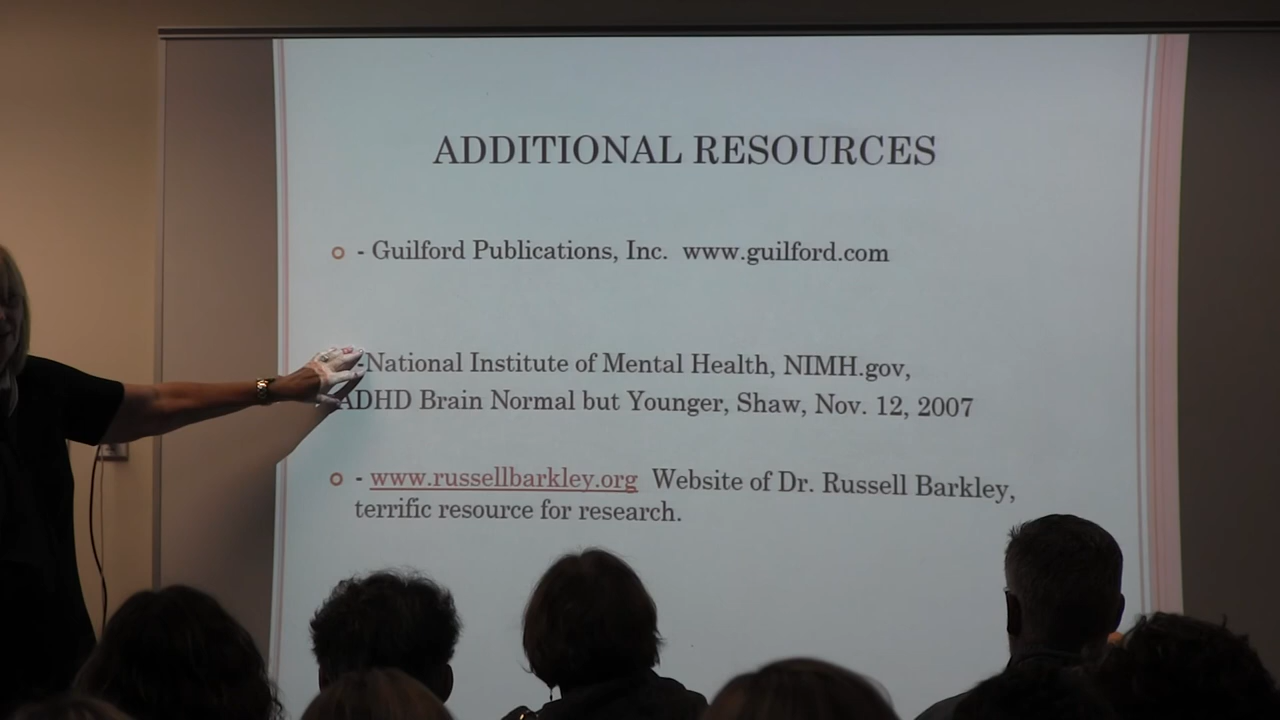 ADDITIONAL RESOURCES
- Guilford Publications, Inc. www.guilford.com
-National Institute of Mental Health, NIMH.gov,
ADHD Brain Normal but Younger, Shaw, Nov. 12, 2007
- www.russellbarkley.org Website of Dr. Russell Barkley,
terrific resource for research.